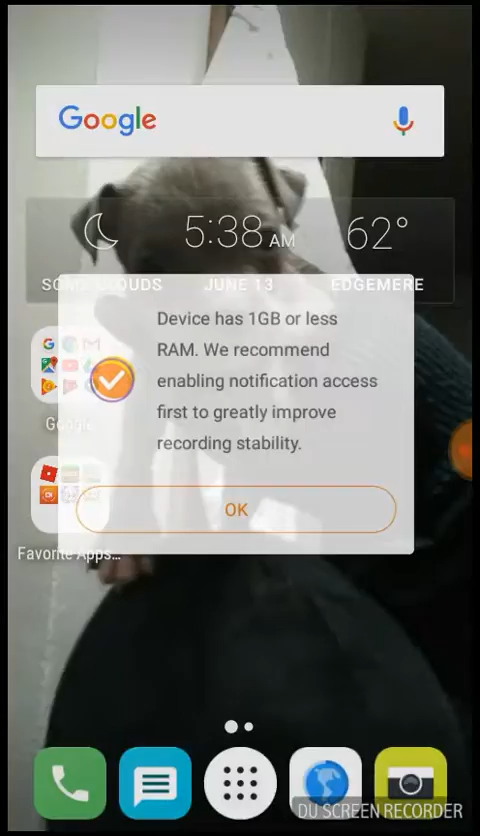 Google
5:38 AM
62°
SOME CLOUDS
JUNE 13
EDGEMERE
Device has 1GB or less
RAM. We recommend
enabling notification access
first to greatly improve
recording stability.
OK
Google
Favorite Apps...
DU SCREEN RECORDER